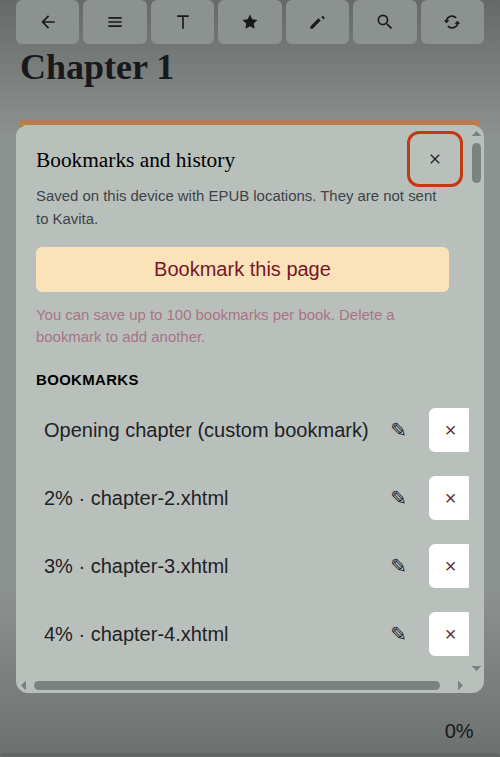 Chapter 1
Bookmarks and history
×
Saved on this device with EPUB locations. They are not sent
to Kavita.
Bookmark this page
You can save up to 100 bookmarks per book. Delete a
bookmark to add another.
BOOKMARKS
Opening chapter (custom bookmark) ✎ ×
2% · chapter-2.xhtml ✎ ×
3% · chapter-3.xhtml ✎ ×
4% · chapter-4.xhtml ✎ ×
0%